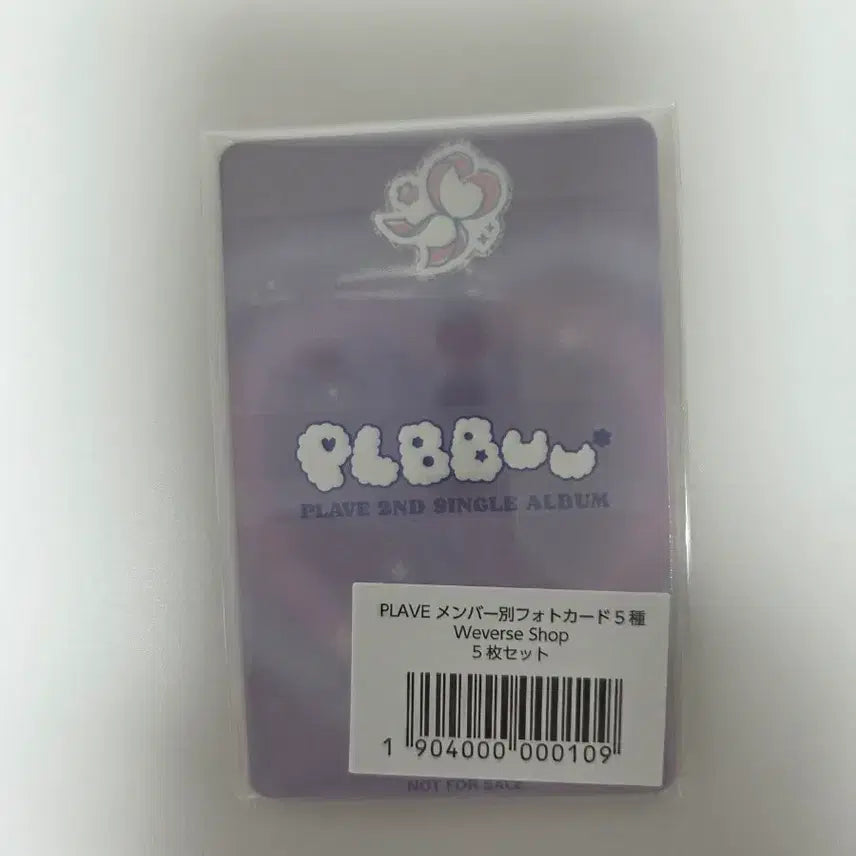 PLBBUU
PLAVE 2ND SINGLE ALBUM
PLAVE メンバー別フォトカード5種
Weverse Shop
5枚セット
1 904000 000109
NOT FOR SALE